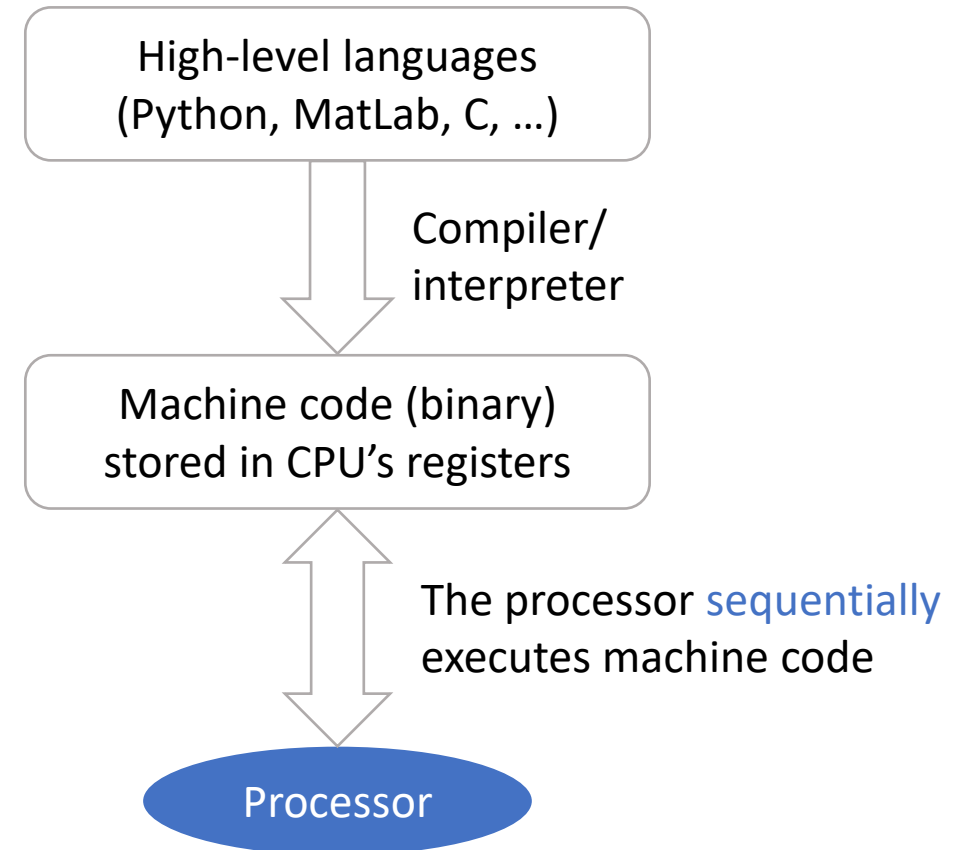 High-level languages
(Python, MatLab, C, …)
Compiler/
interpreter
Machine code (binary)
stored in CPU’s registers
The processor sequentially
executes machine code
Processor